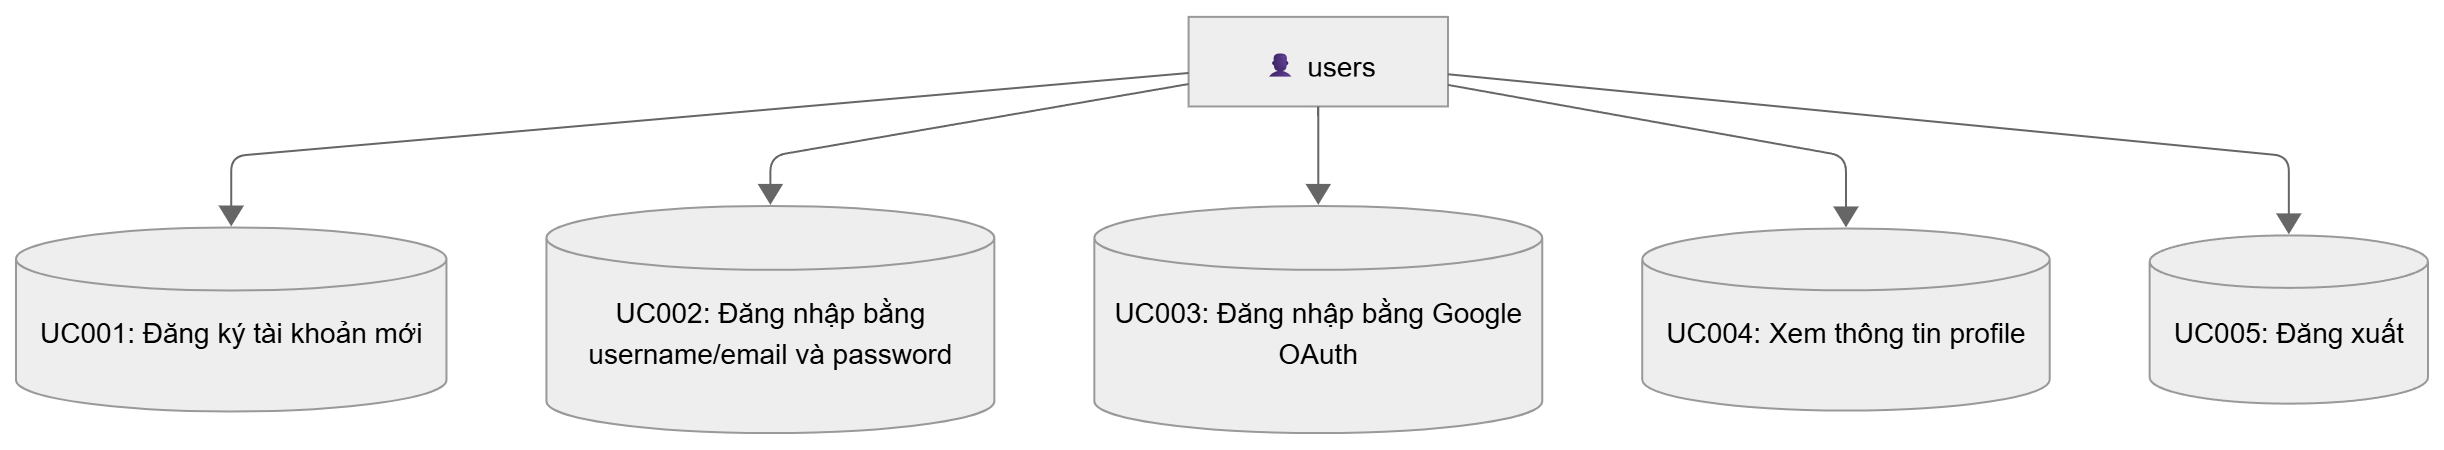 users
UC001: Đăng ký tài khoản mới
UC002: Đăng nhập bằng
username/email và password
UC003: Đăng nhập bằng Google
OAuth
UC004: Xem thông tin profile
UC005: Đăng xuất